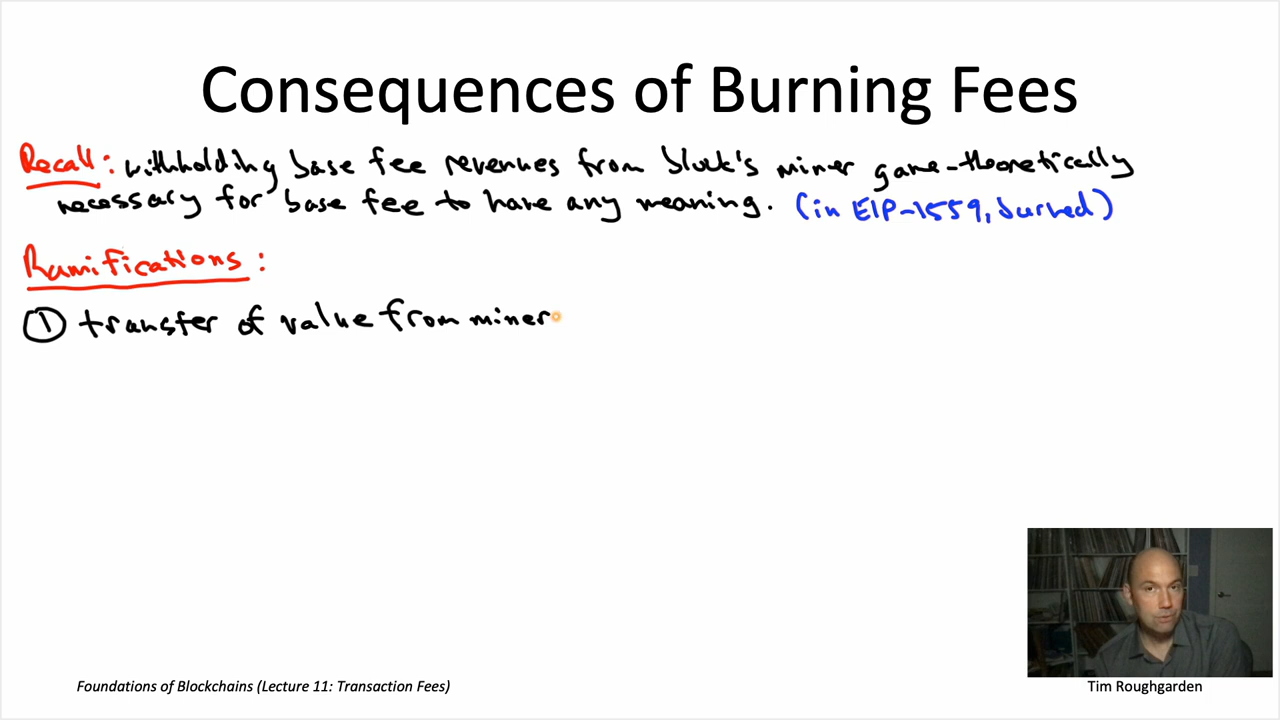 Consequences of Burning Fees
Recall: withholding base fee revenues from block's miner game-theoretically
necessary for base fee to have any meaning. (in EIP-1559, burned)
Ramifications:
① transfer of value from miner
Foundations of Blockchains (Lecture 11: Transaction Fees)
Tim Roughgarden